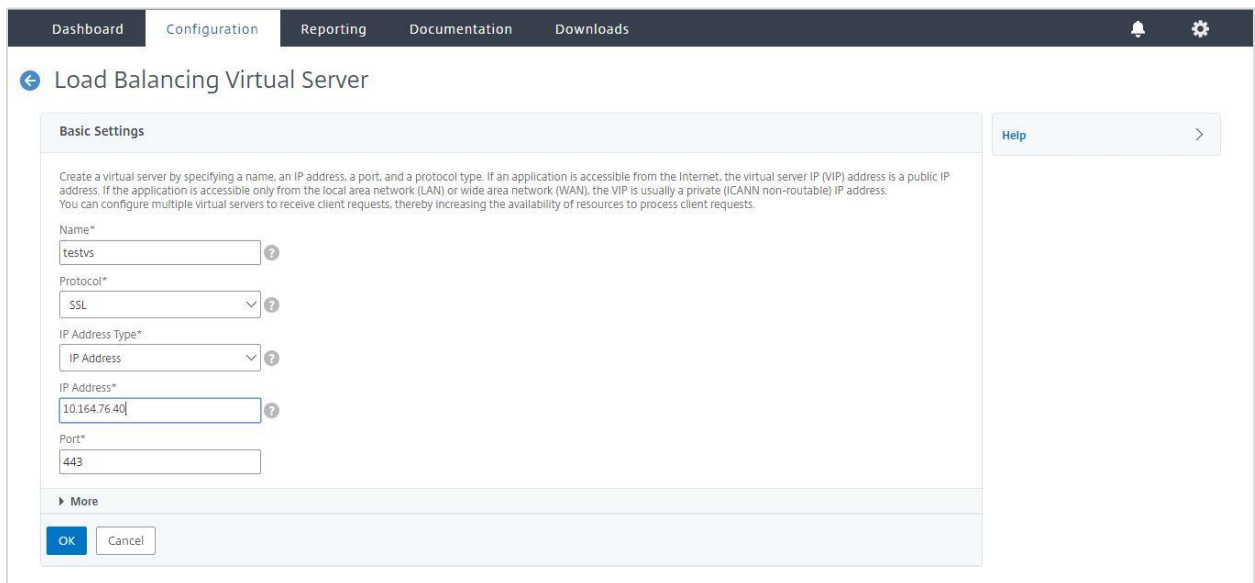 Dashboard Configuration Reporting Documentation Downloads
Load Balancing Virtual Server
Basic Settings
Help
Create a virtual server by specifying a name, an IP address, a port, and a protocol type. If an application is accessible from the Internet, the virtual server IP (VIP) address is a public IP
address. If the application is accessible only from the local area network (LAN) or wide area network (WAN), the VIP is usually a private (ICANN non-routable) IP address.
You can configure multiple virtual servers to receive client requests, thereby increasing the availability of resources to process client requests.
Name*
testvs
Protocol*
SSL
IP Address Type*
IP Address
IP Address*
10.164.76.40
Port*
443
More
OK Cancel